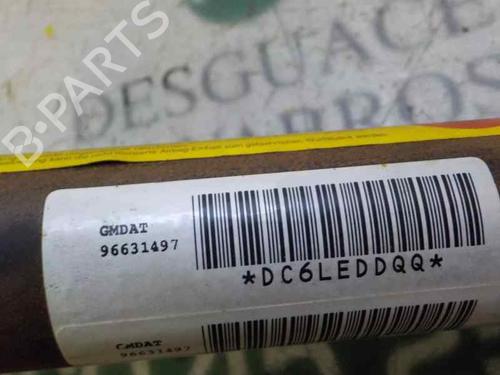 B-PARTS
DESGUACE
GMDAT
96631497
*DC6LEDDQQ*
GMDAT
96631497